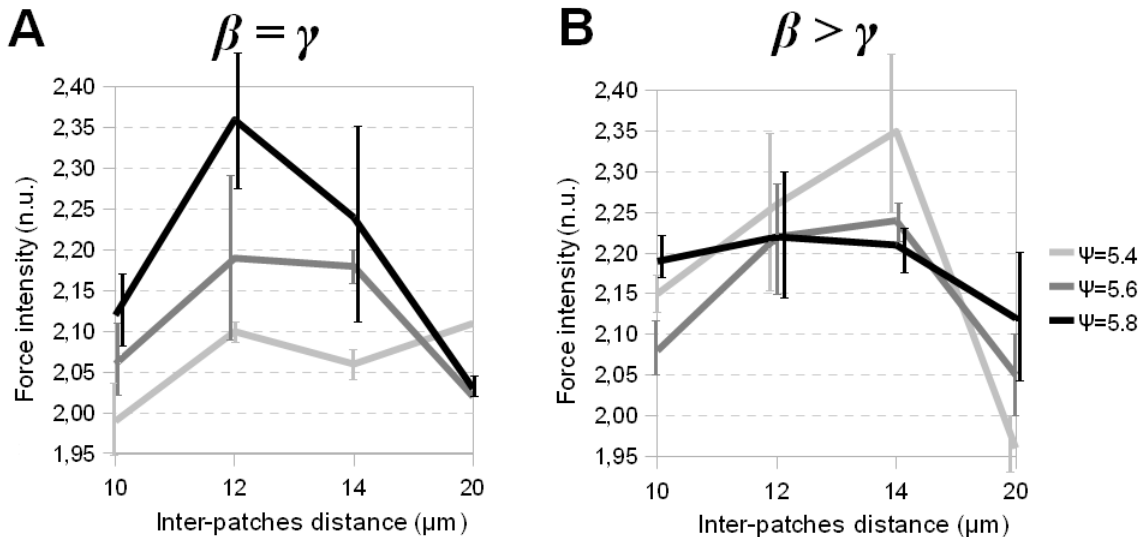 A
β = γ
2,40
2,35
2,30
2,25
2,20
2,15
2,10
2,05
2,00
1,95
Force intensity (n.u.)
10 12 14 20
Inter-patches distance (µm)
B
β > γ
2,40
2,35
2,30
2,25
2,20
2,15
2,10
2,05
2,00
1,95
Force intensity (n.u.)
10 12 14 20
Inter-patches distance (µm)
Ψ=5.4
Ψ=5.6
Ψ=5.8